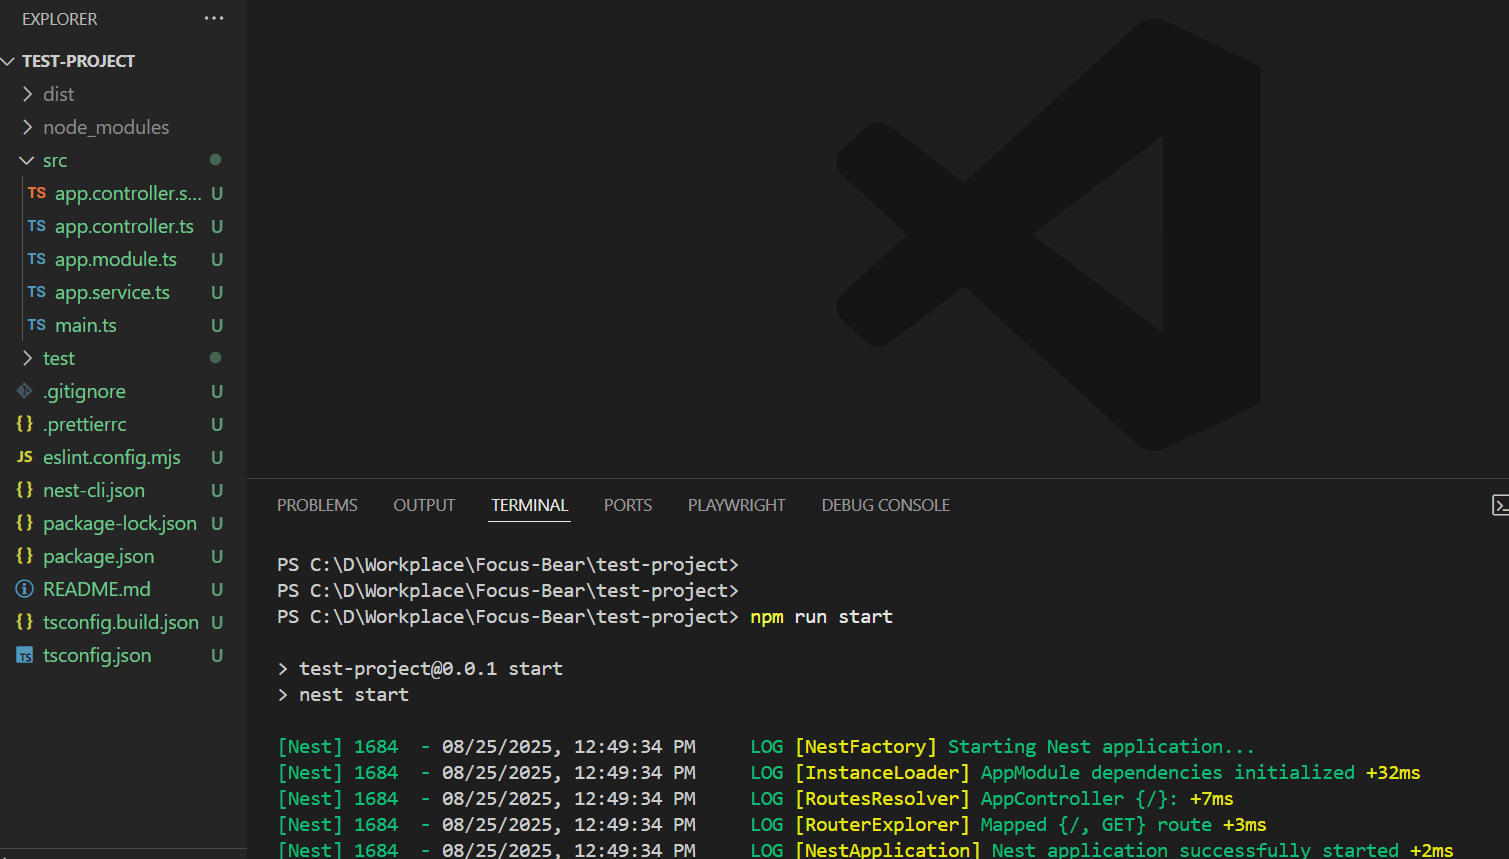 EXPLORER ...
TEST-PROJECT
dist
node_modules
src
TS app.controller.s... U
TS app.controller.ts U
TS app.module.ts U
TS app.service.ts U
TS main.ts U
test
.gitignore U
{} .prettierrc U
JS eslint.config.mjs U
{} nest-cli.json U
{} package-lock.json U
{} package.json U
README.md U
{} tsconfig.build.json U
TS tsconfig.json U
PROBLEMS OUTPUT TERMINAL PORTS PLAYWRIGHT DEBUG CONSOLE
PS C:\D\Workplace\Focus-Bear\test-project>
PS C:\D\Workplace\Focus-Bear\test-project>
PS C:\D\Workplace\Focus-Bear\test-project> npm run start
> test-project@0.0.1 start
> nest start
[Nest] 1684  - 08/25/2025, 12:49:34 PM     LOG [NestFactory] Starting Nest application...
[Nest] 1684  - 08/25/2025, 12:49:34 PM     LOG [InstanceLoader] AppModule dependencies initialized +32ms
[Nest] 1684  - 08/25/2025, 12:49:34 PM     LOG [RoutesResolver] AppController {/}: +7ms
[Nest] 1684  - 08/25/2025, 12:49:34 PM     LOG [RouterExplorer] Mapped {/, GET} route +3ms
[Nest] 1684  - 08/25/2025, 12:49:34 PM     LOG [NestApplication] Nest application successfully started +2ms